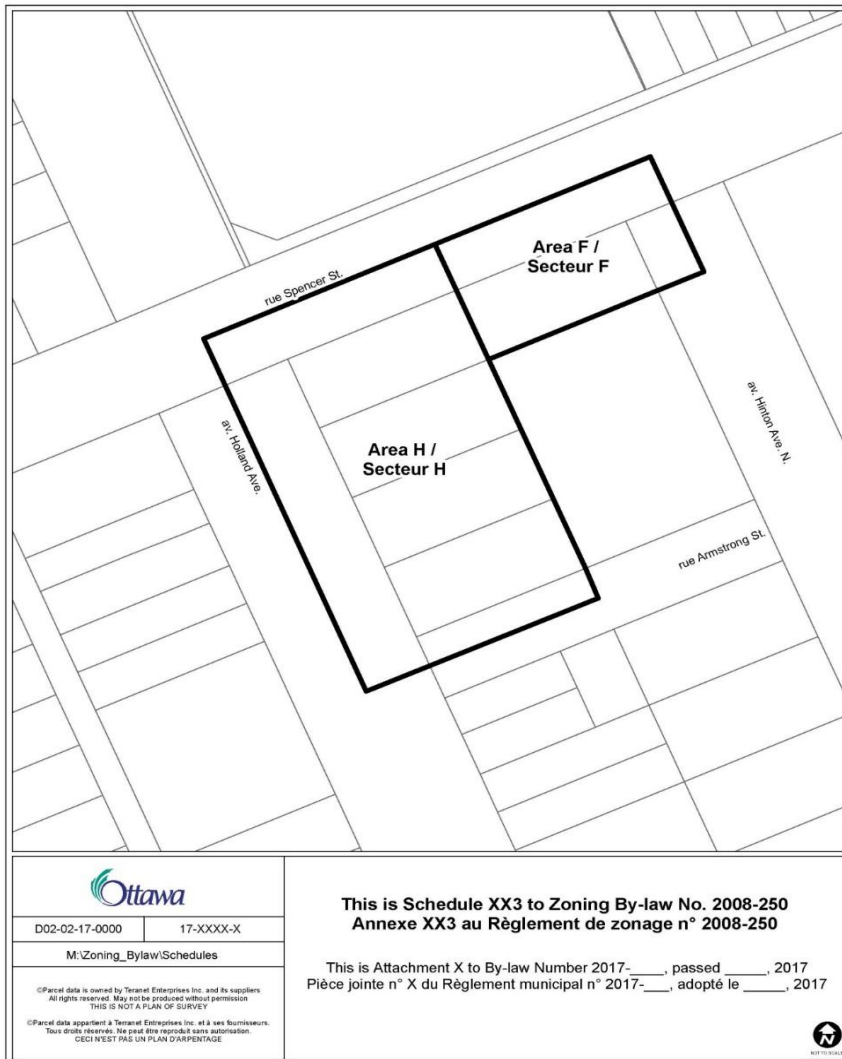 Area F /
Secteur F
rue Spencer St.
av. Holland Ave.
Area H /
Secteur H
av. Hinton Ave. N.
rue Armstrong St.
Ottawa
D02-02-17-0000
17-XXXX-X
M:\Zoning_Bylaw\Schedules
©Parcel data is owned by Teranet Enterprises Inc. and its suppliers
All rights reserved. May not be produced without permission
THIS IS NOT A PLAN OF SURVEY
©Parcel data appartient à Teranet Enterprises Inc. et à ses fournisseurs.
Tous droits réservés. Ne peut être reproduit sans autorisation.
CECI N'EST PAS UN PLAN D'ARPENTAGE
This is Schedule XX3 to Zoning By-law No. 2008-250
Annexe XX3 au Règlement de zonage n° 2008-250
This is Attachment X to By-law Number 2017-____, passed _____, 2017
Pièce jointe n° X du Règlement municipal n° 2017-___, adopté le _____, 2017
N
NOT TO SCALE